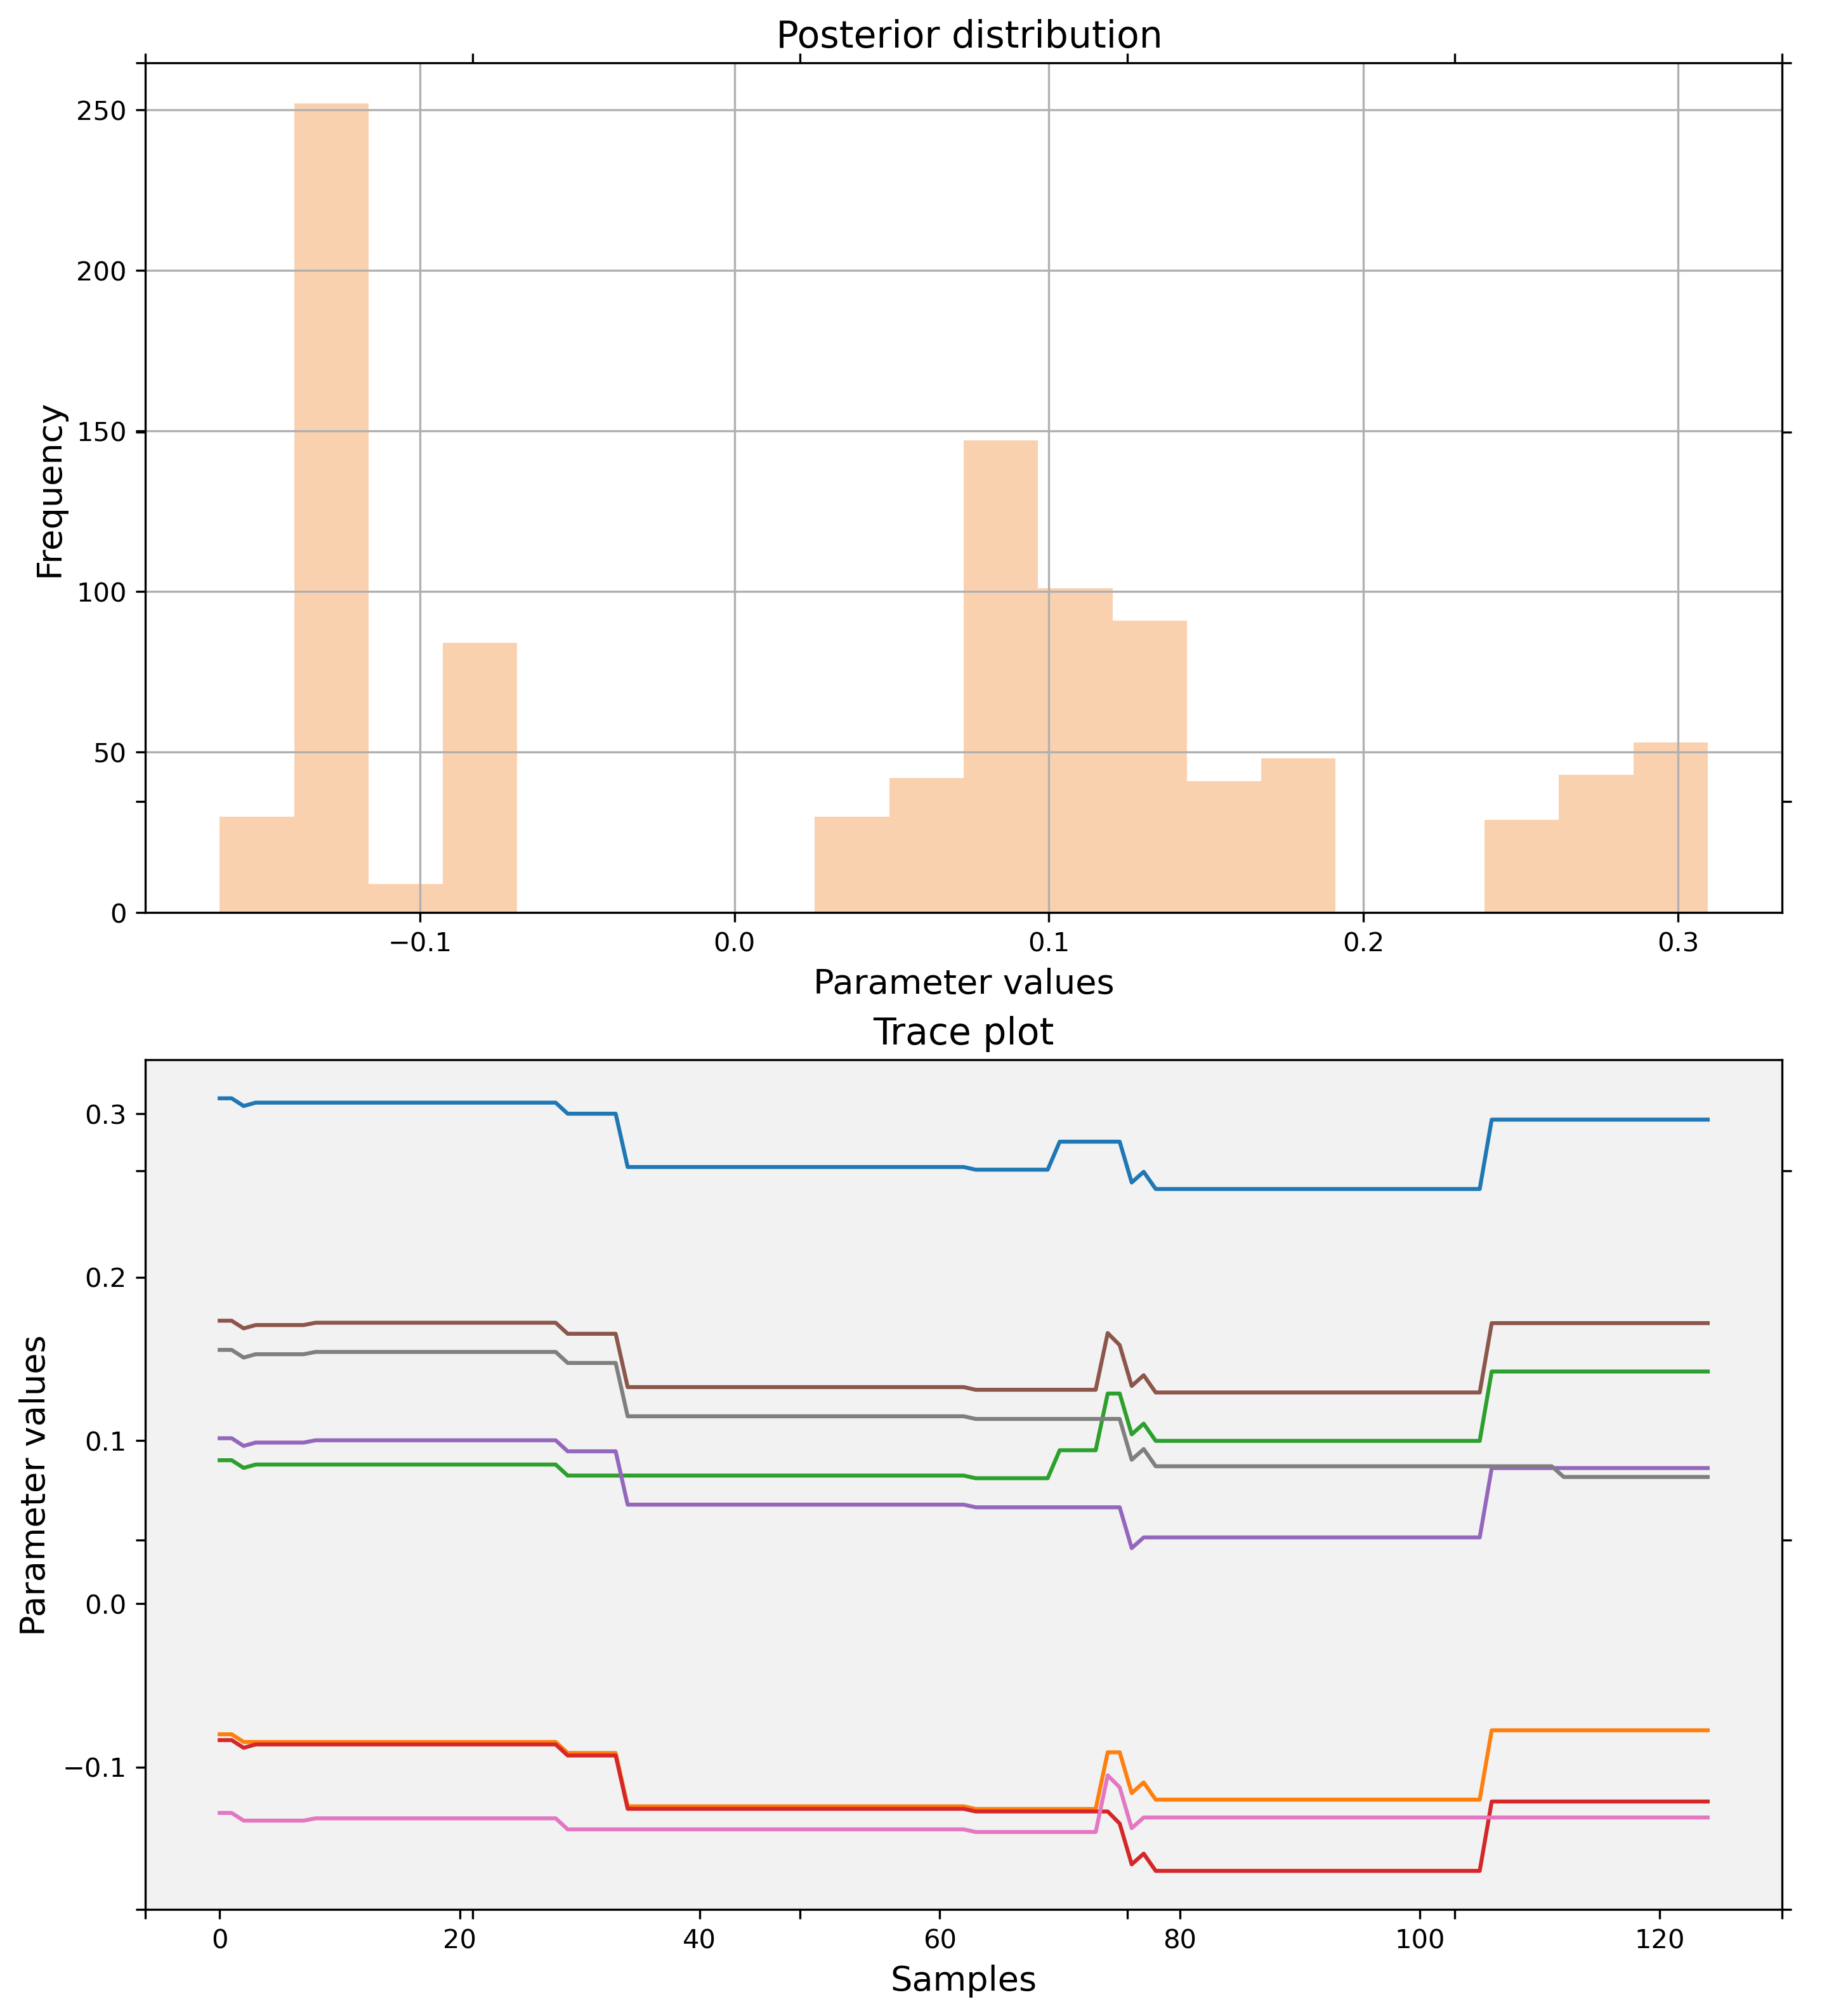 Posterior distribution
250
200
150
100
50
0
Frequency
−0.1 0.0 0.1 0.2 0.3
Parameter values
Trace plot
0.3
0.2
0.1
0.0
−0.1
Parameter values
0 20 40 60 80 100 120
Samples